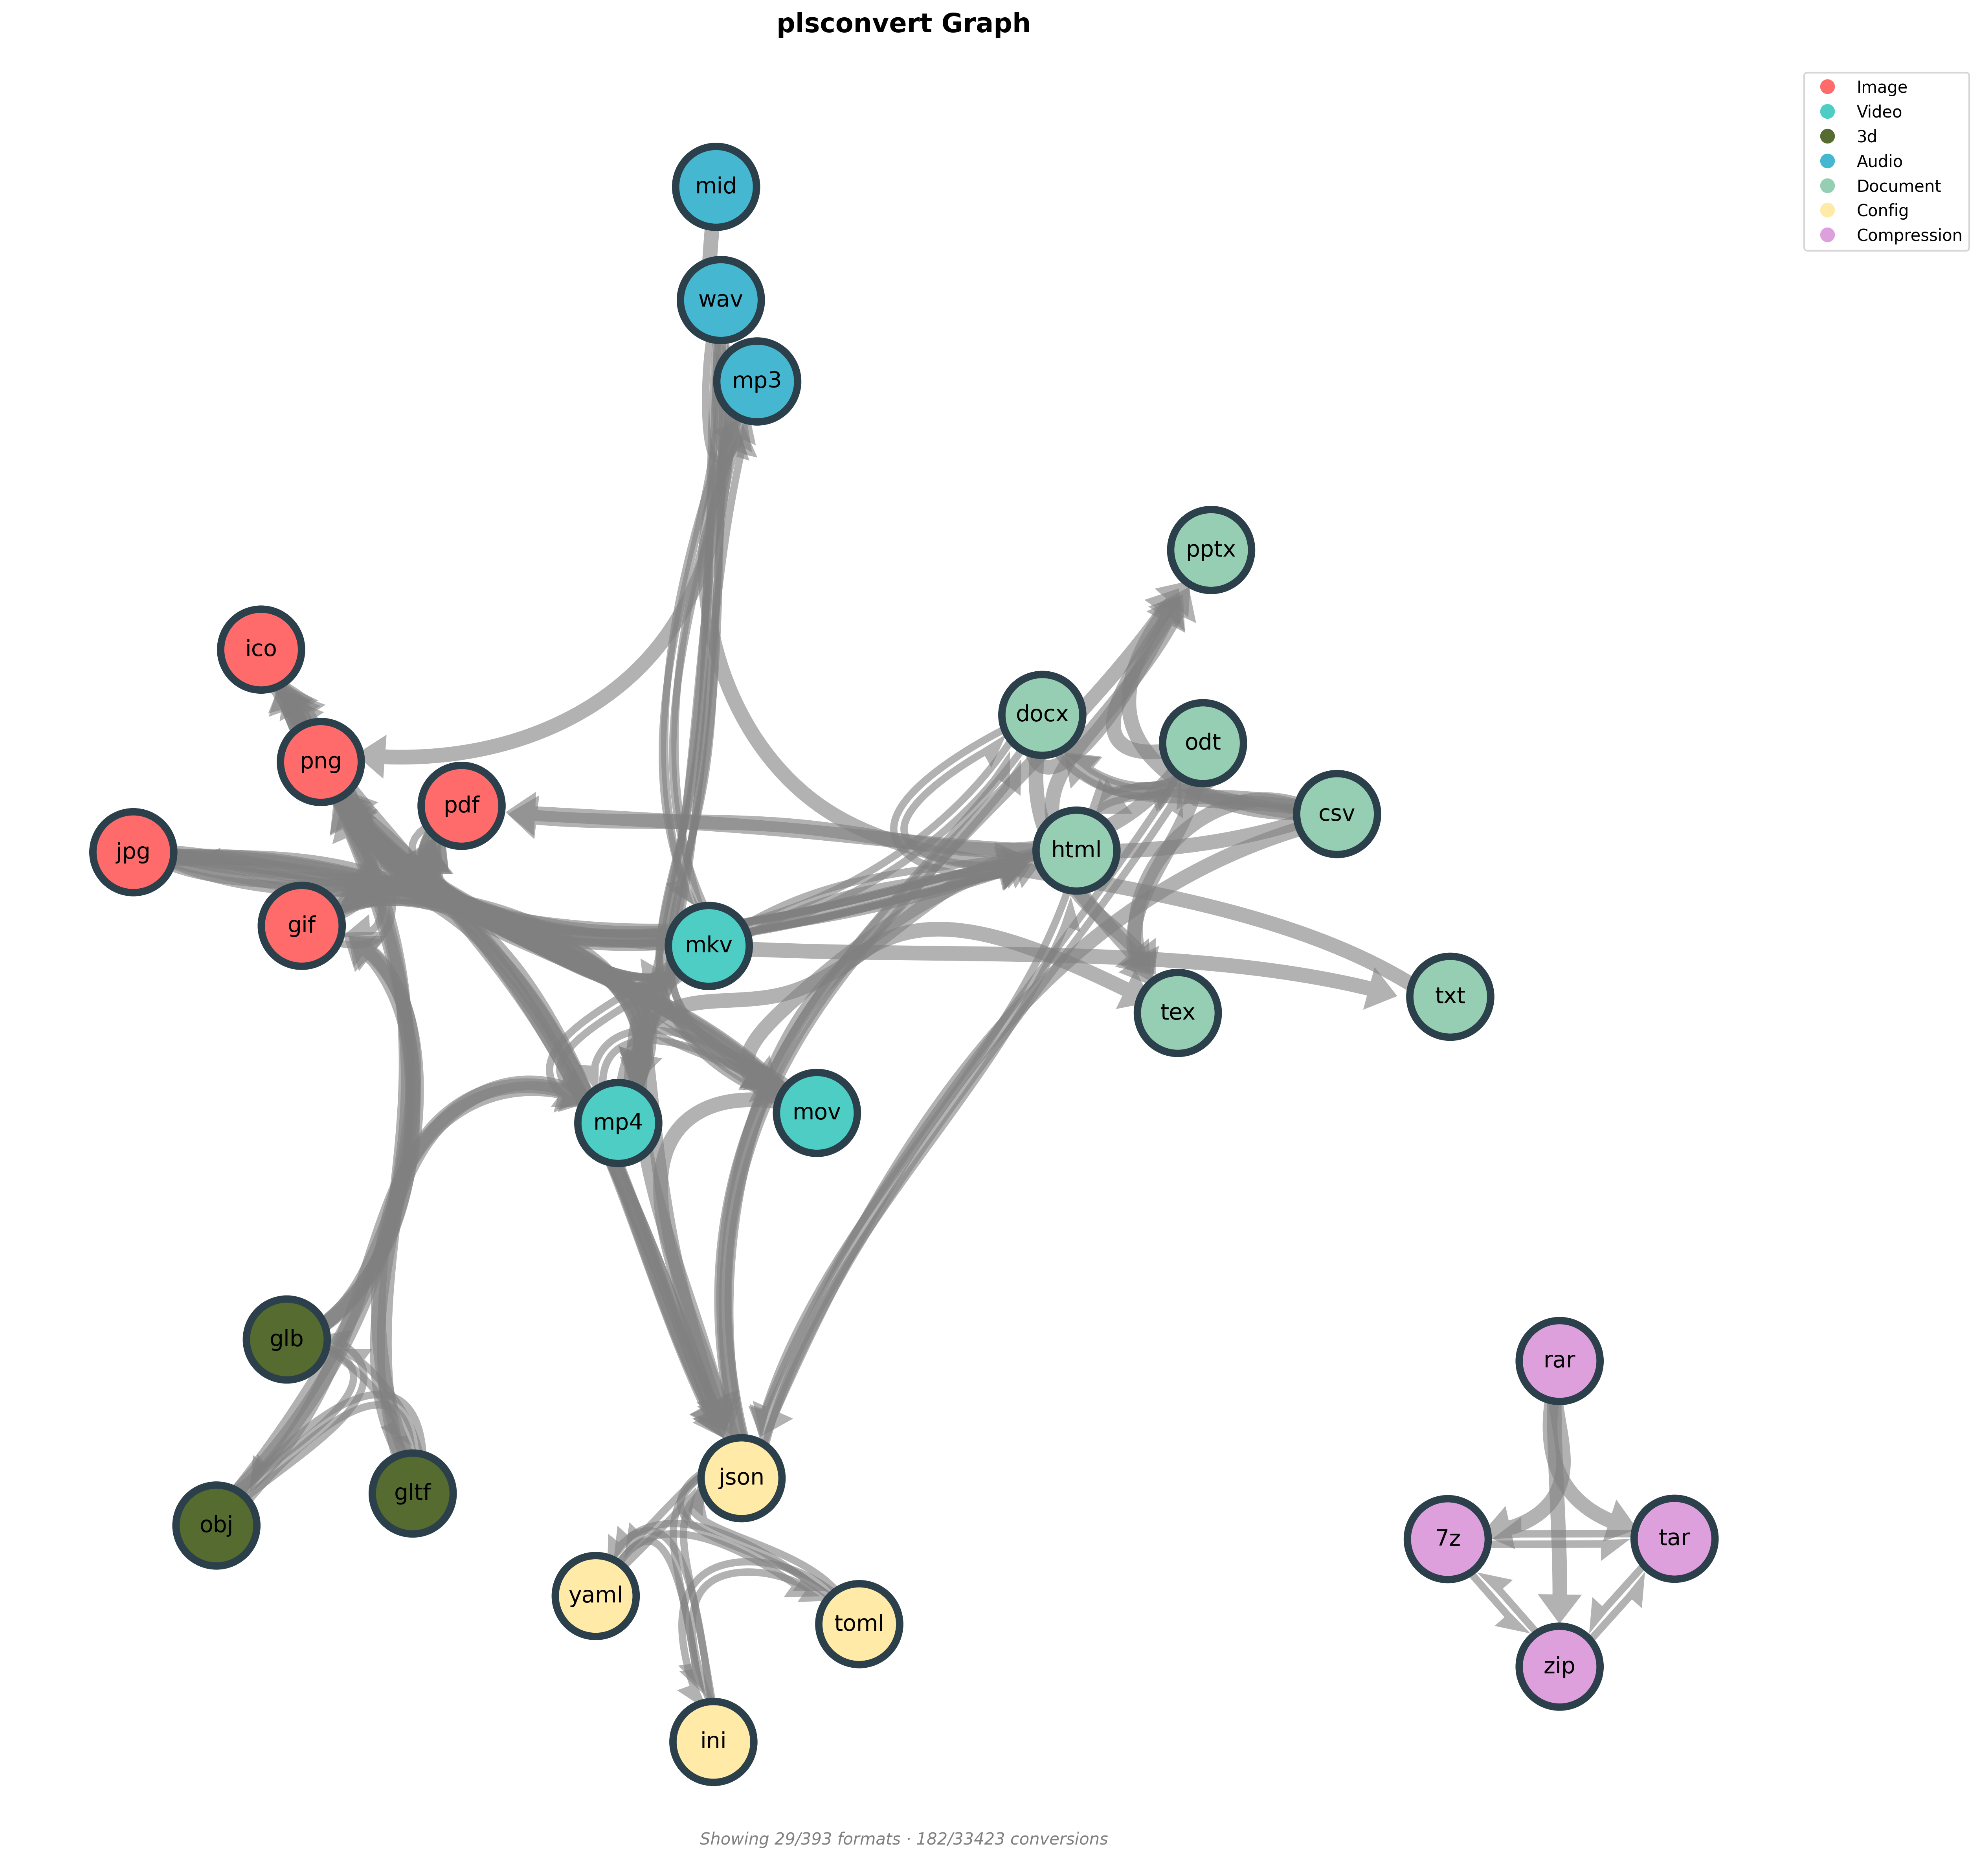 plsconvert Graph
Image
Video
3d
Audio
Document
Config
Compression
mid
wav
mp3
pptx
ico
docx
odt
png
pdf
csv
jpg
html
gif
mkv
txt
tex
mov
mp4
glb
rar
json
gltf
obj
7z
tar
yaml
toml
zip
ini
Showing 29/393 formats · 182/33423 conversions